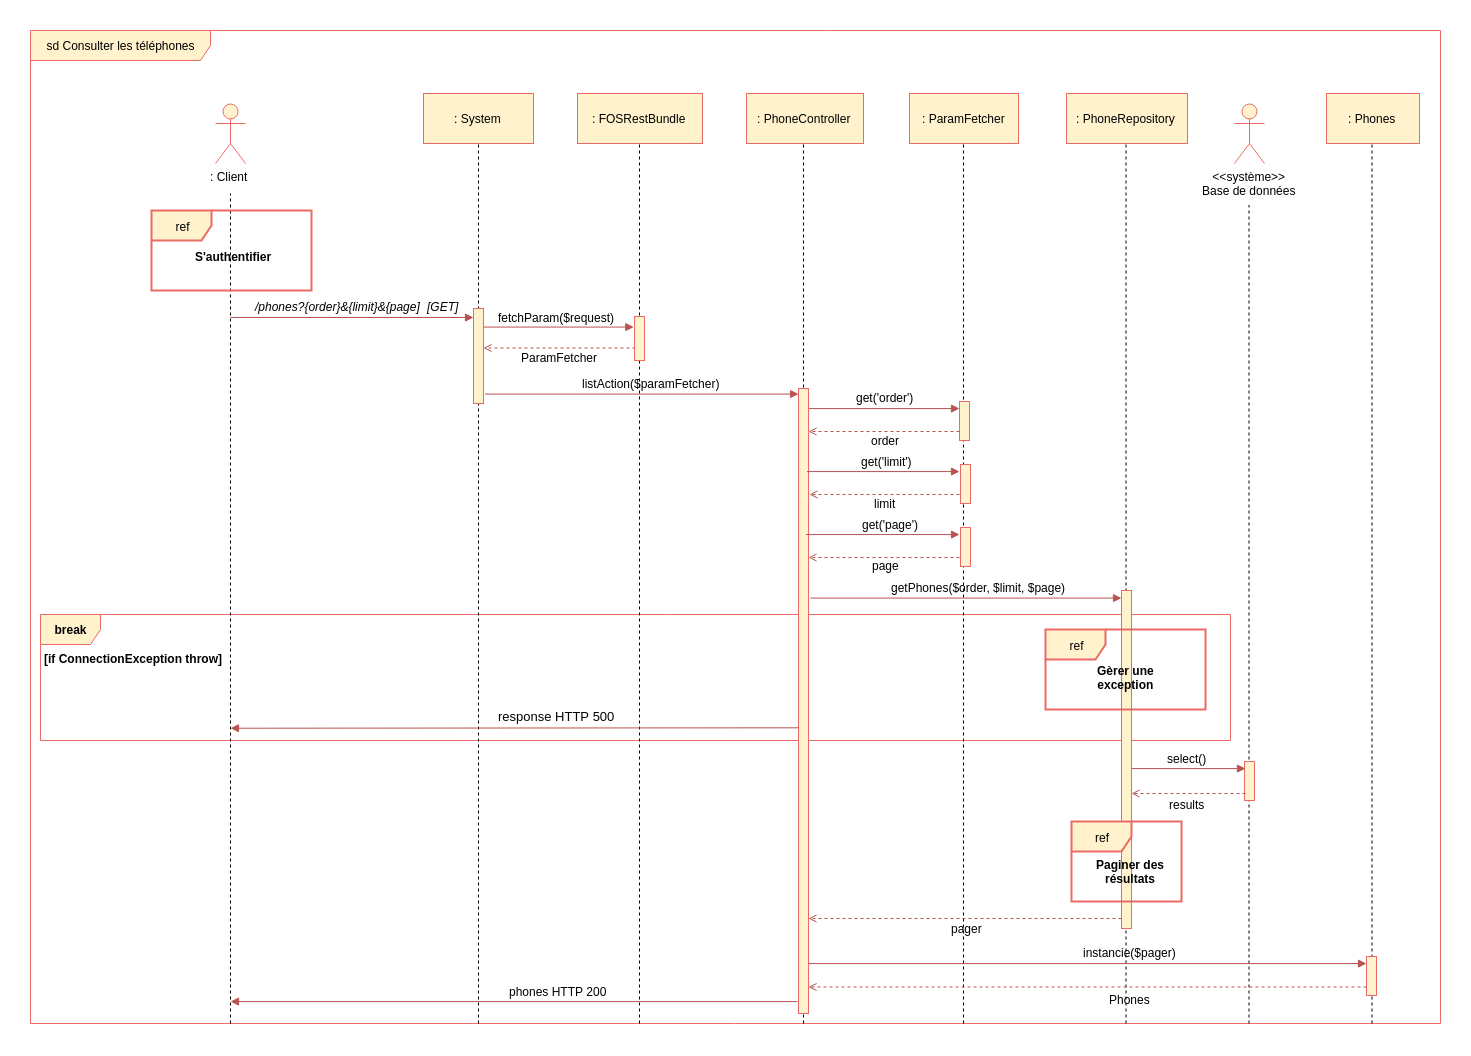 sd Consulter les téléphones
: System
: FOSRestBundle
: PhoneController
: ParamFetcher
: PhoneRepository
: Phones
: Client
<<système>>
Base de données
ref
S'authentifier
/phones?{order}&{limit}&{page] [GET]
fetchParam($request)
ParamFetcher
listAction($paramFetcher)
get('order')
order
get('limit')
limit
get('page')
page
getPhones($order, $limit, $page)
break
[if ConnectionException throw]
ref
Gèrer une
exception
response HTTP 500
select()
results
ref
Paginer des
résultats
pager
instancie($pager)
phones HTTP 200
Phones